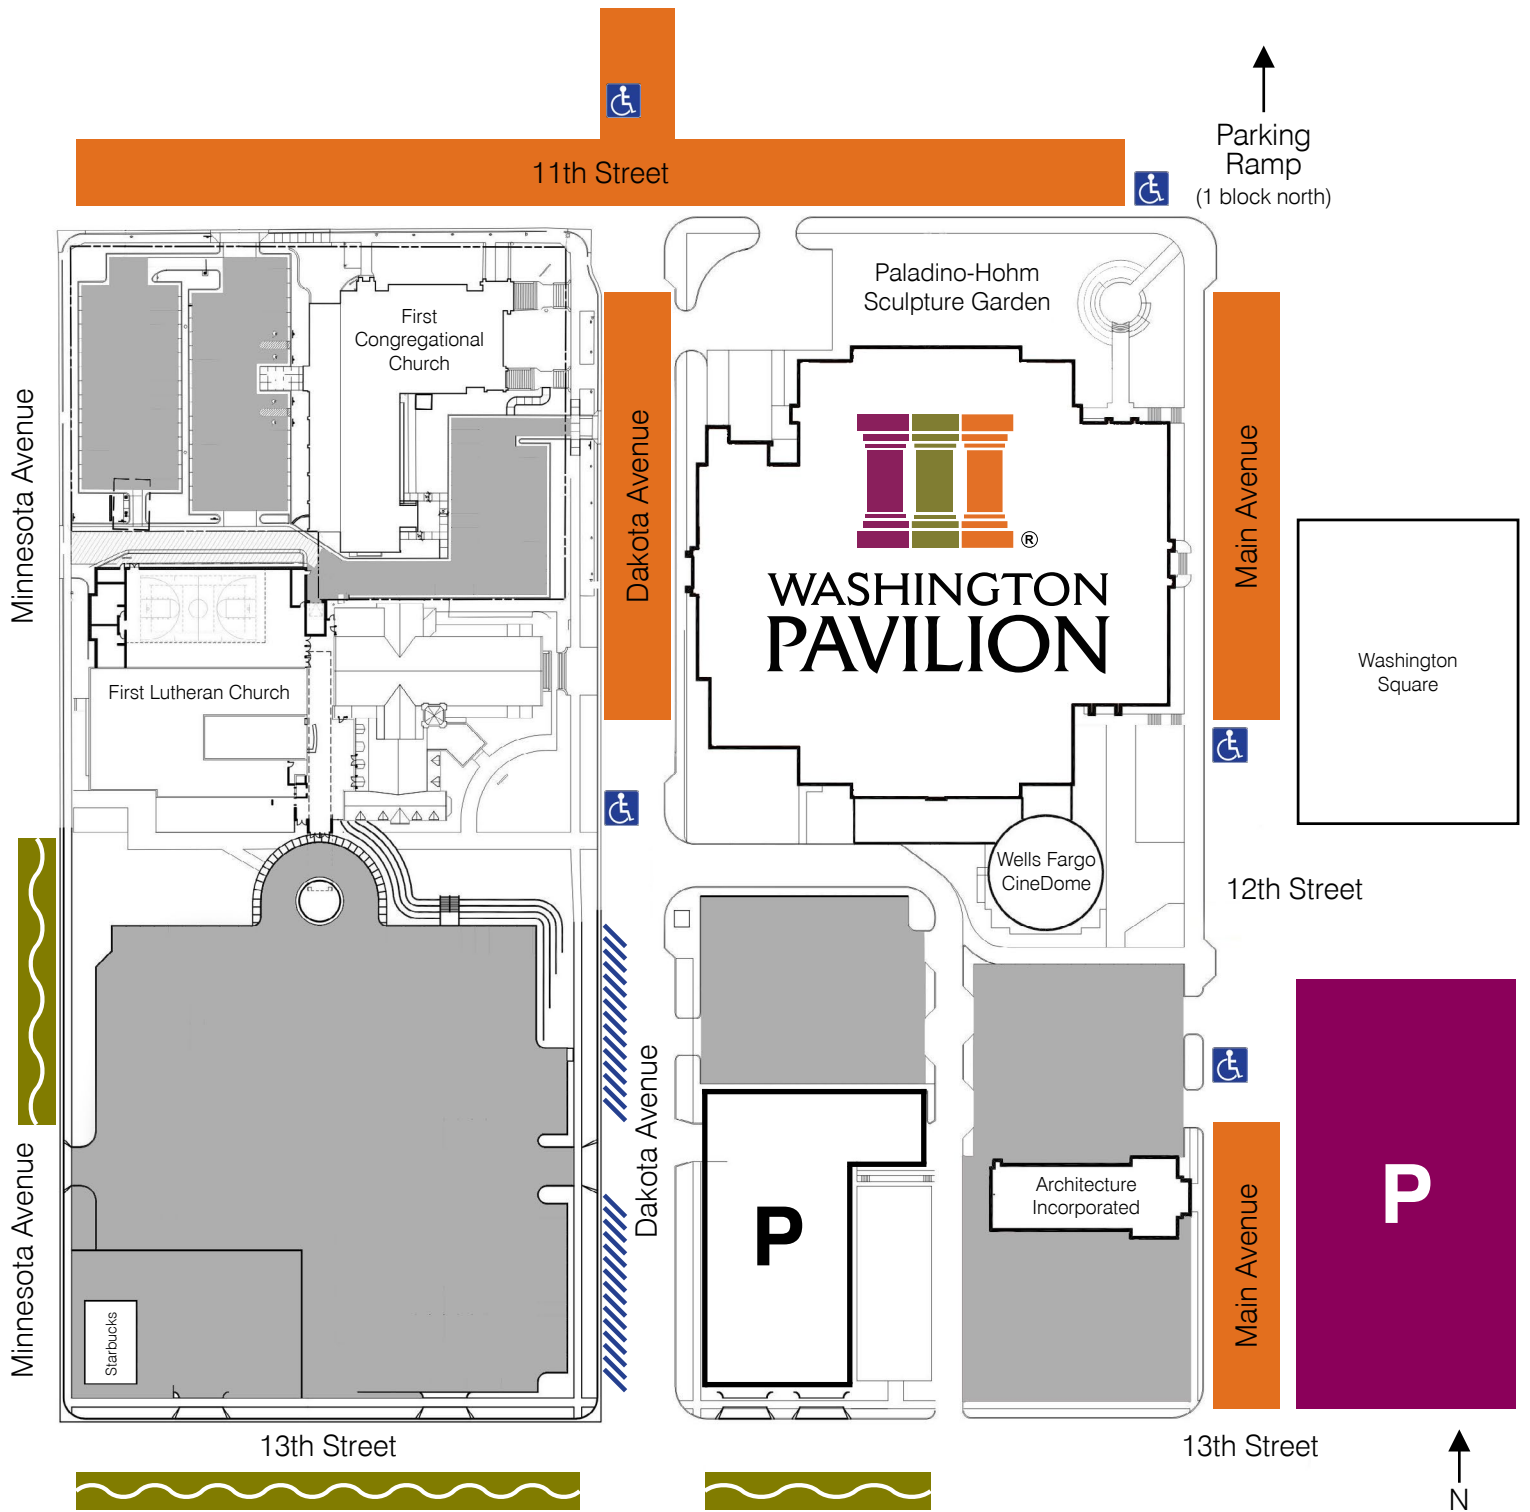 Parking
Ramp
(1 block north)
11th Street
Paladino-Hohm
Sculpture Garden
First
Congregational
Church
Minnesota Avenue
Dakota Avenue
®
WASHINGTON
PAVILION
Main Avenue
Washington
Square
First Lutheran Church
Wells Fargo
CineDome
12th Street
Minnesota Avenue
Dakota Avenue
P
Architecture
Incorporated
Main Avenue
P
Starbucks
13th Street
13th Street
N